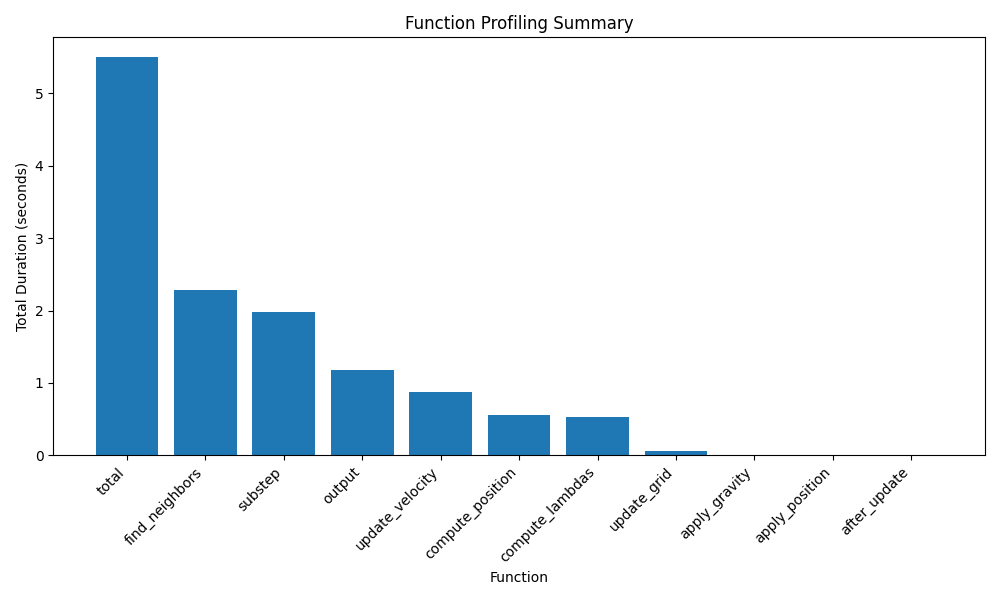 Function Profiling Summary
Total Duration (seconds)
5
4
3
2
1
0
total
find_neighbors
substep
output
update_velocity
compute_position
compute_lambdas
update_grid
apply_gravity
apply_position
after_update
Function